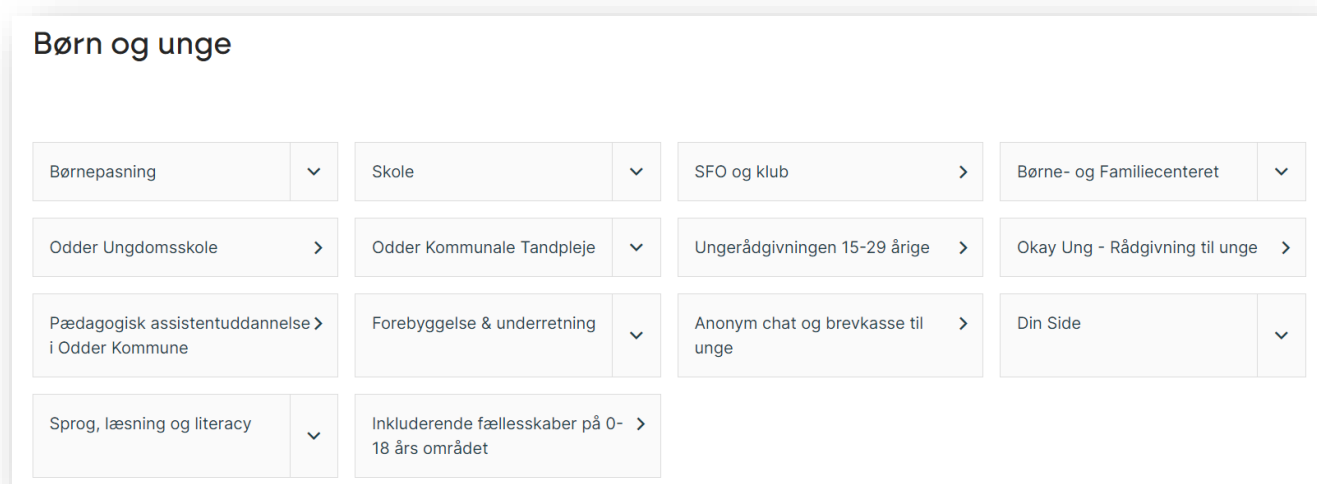 Børn og unge
Børnepasning
Skole
SFO og klub
Børne- og Familiecenteret
Odder Ungdomsskole
Odder Kommunale Tandpleje
Ungerådgivningen 15-29 årige
Okay Ung - Rådgivning til unge
Pædagogisk assistentuddannelse
i Odder Kommune
Forebyggelse & underretning
Anonym chat og brevkasse til
unge
Din Side
Sprog, læsning og literacy
Inkluderende fællesskaber på 0-
18 års området